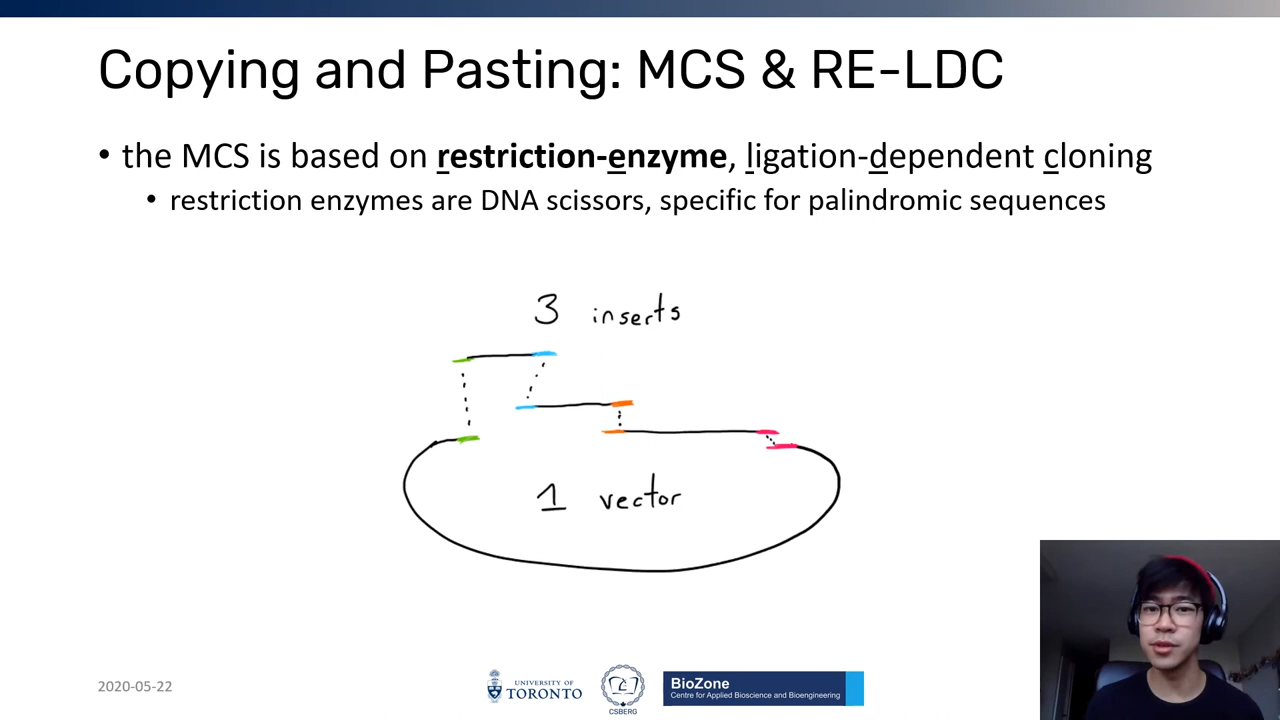 Copying and Pasting: MCS & RE-LDC
• the MCS is based on restriction-enzyme, ligation-dependent cloning
• restriction enzymes are DNA scissors, specific for palindromic sequences
3 inserts
1 vector
2020-05-22
UNIVERSITY OF
TORONTO
CSBERG
BioZone
Centre for Applied Bioscience and Bioengineering